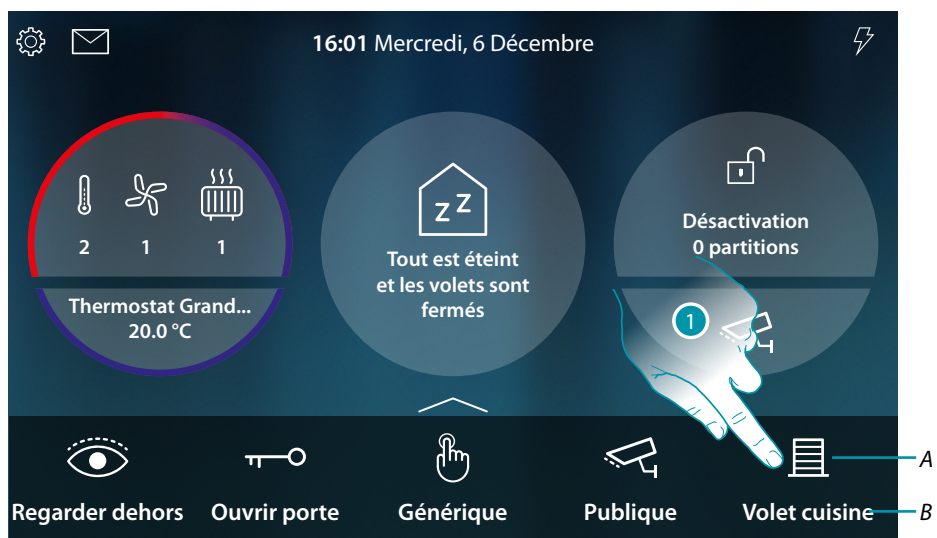 16:01 Mercredi, 6 Décembre
2 1 1
Thermostat Grand...
20.0 °C
z Z
Tout est éteint
et les volets sont
fermés
Désactivation
0 partitions
1
Regarder dehors
Ouvrir porte
Générique
Publique
Volet cuisine
A
B